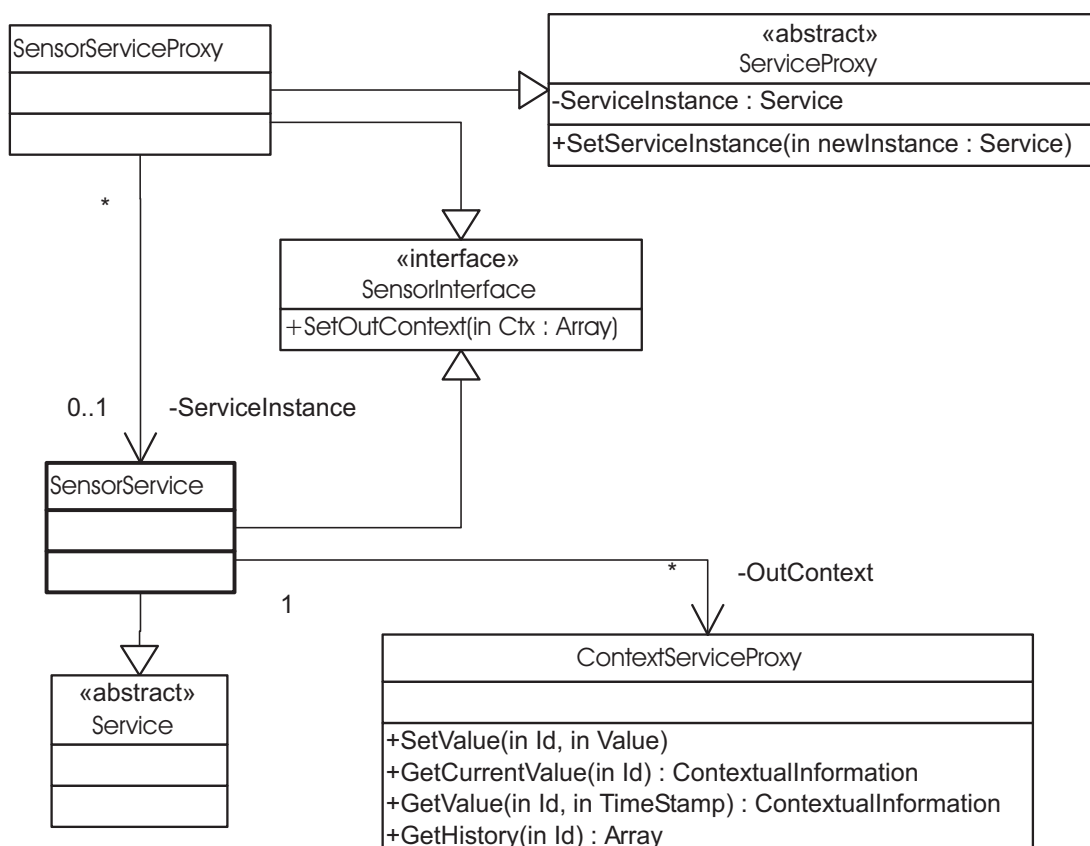 SensorServiceProxy
«abstract»
ServiceProxy
-ServiceInstance : Service
+SetServiceInstance(in newInstance : Service)
*
«interface»
SensorInterface
+SetOutContext(in Ctx : Array)
0..1
-ServiceInstance
SensorService
*
-OutContext
1
ContextServiceProxy
«abstract»
Service
+SetValue(in Id, in Value)
+GetCurrentValue(in Id) : ContextualInformation
+GetValue(in Id, in TimeStamp) : ContextualInformation
+GetHistory(in Id) : Array